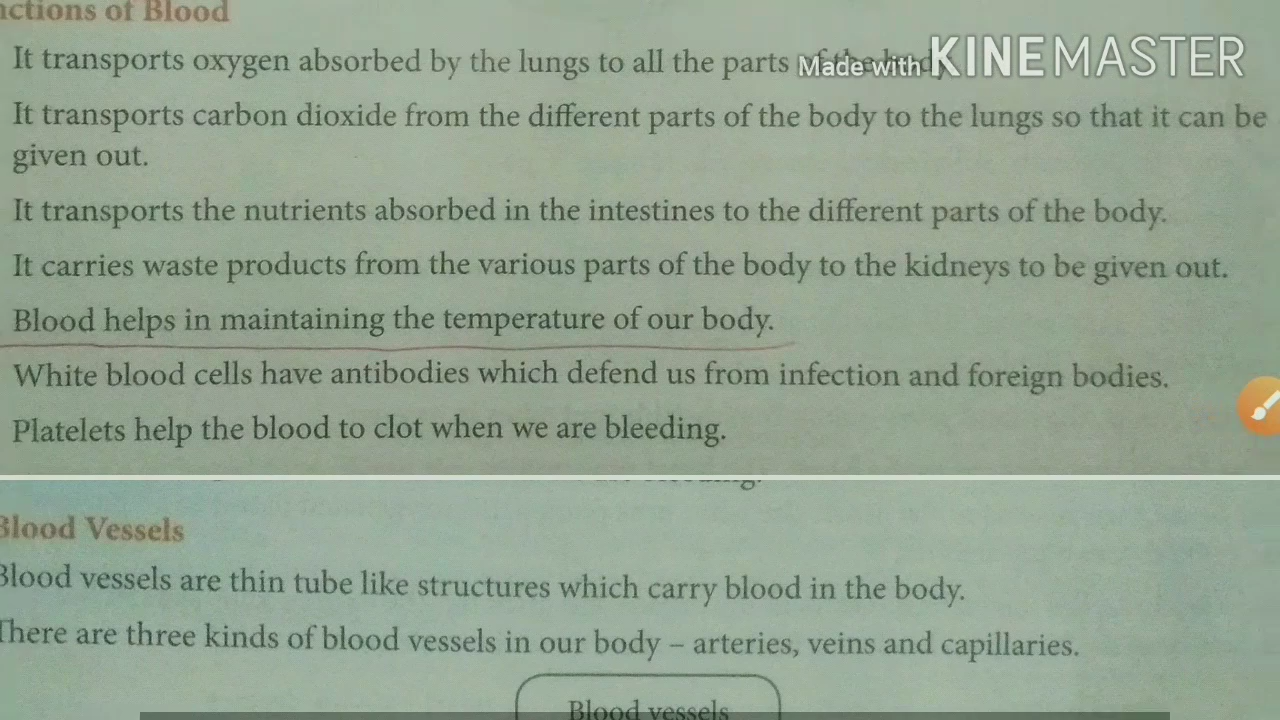 nctions of Blood
It transports oxygen absorbed by the lungs to all the parts of the body
Made with KINEMASTER
It transports carbon dioxide from the different parts of the body to the lungs so that it can be
given out.
It transports the nutrients absorbed in the intestines to the different parts of the body.
It carries waste products from the various parts of the body to the kidneys to be given out.
Blood helps in maintaining the temperature of our body.
White blood cells have antibodies which defend us from infection and foreign bodies.
Platelets help the blood to clot when we are bleeding.
Blood Vessels
Blood vessels are thin tube like structures which carry blood in the body.
There are three kinds of blood vessels in our body – arteries, veins and capillaries.
Blood vessels